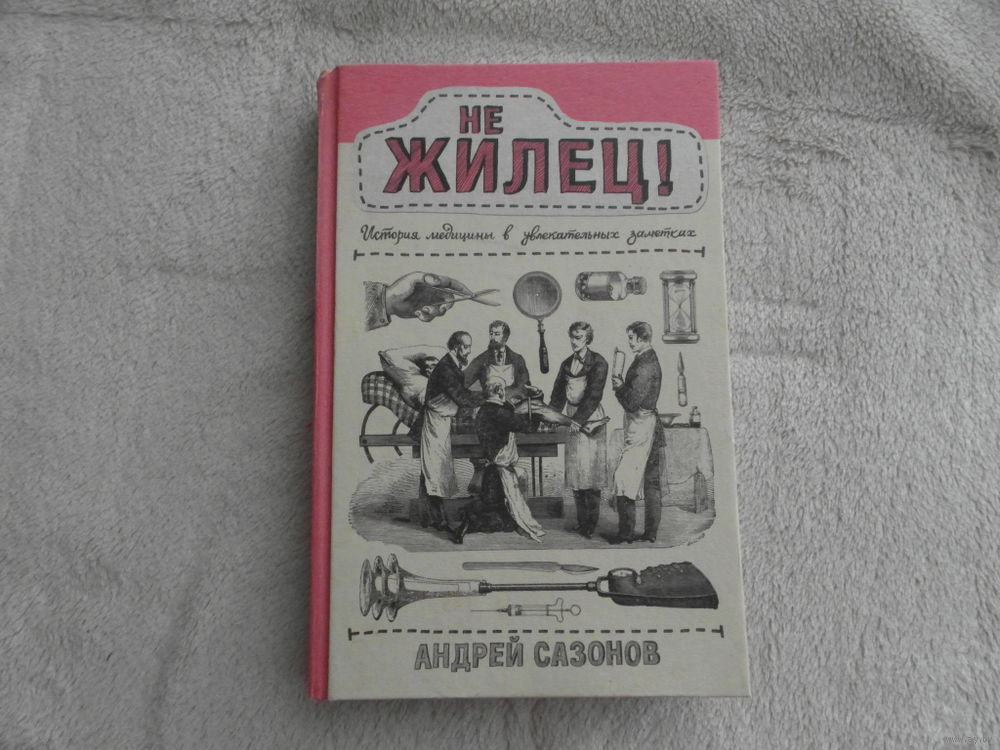 НЕ
ЖИЛЕЦ!
История медицины в увлекательных заметках
АНДРЕЙ САЗОНОВ